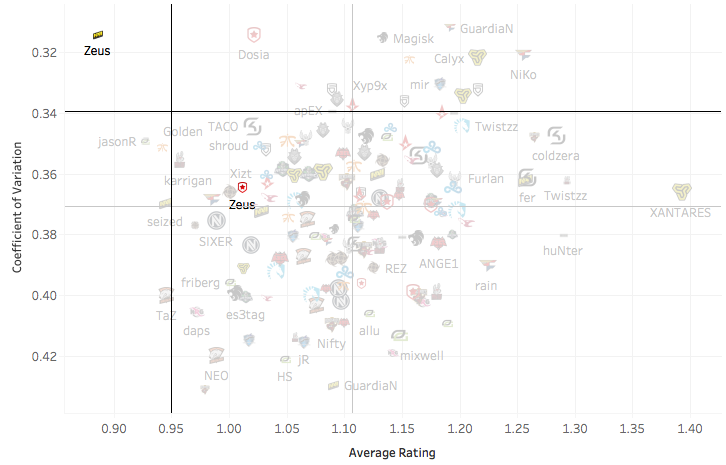 GuardiaN
Magisk
0.32
Zeus
Dosia
Calyx
NiKo
Xyp9x
mir
apEX
0.34
TACO
Golden
Twistzz
jasonR
shroud
coldzera
0.36
karrigan
Xizt
Furlan
fer
Twistzz
Zeus
XANTARES
seized
SIXER
0.38
huNter
REZ
ANGE1
friberg
rain
0.40
TaZ
es3tag
daps
allu
Nifty
0.42
jR
mixwell
NEO
HS
GuardiaN
Coefficient of Variation
0.90
0.95
1.00
1.05
1.10
1.15
1.20
1.25
1.30
1.35
1.40
Average Rating